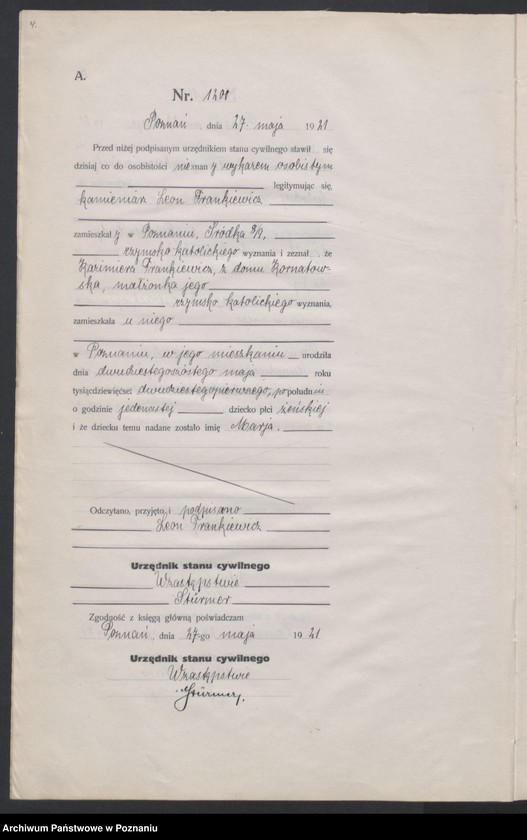 4.
A.
Nr. 1201
Poznań dnia 27. maja 1921
Przed niżej podpisanym urzędnikiem stanu cywilnego stawił się
dzisiaj co do osobistości nieznany wykazem osobistym
legitymując się,
kamieniarz Leon Frankiewicz
zamieszkały w Poznaniu, Śródka
rzymsko katolickiego wyznania i zeznał, że
Kazimiera Frankiewicz, z domu Kornatow-
ska, małżonka jego
rzymsko katolickiego wyznania,
zamieszkała u niego
w Poznaniu, w jego mieszkaniu urodziła
dnia dwudziestegoszóstego maja roku
tysiącdziewięćset dwudziestegopierwszego, po południu
o godzinie jedenastej dziecko płci żeńskiej
i że dziecku temu nadane zostało imię Marja.
Odczytano, przyjęto i podpisano
Leon Frankiewicz
Urzędnik stanu cywilnego
W zastępstwie
Stürmer
Zgodność z księgą główną poświadczam
Poznań, dnia 27-go maja 1921
Urzędnik stanu cywilnego
W zastępstwie
Stürmer.
Archiwum Państwowe w Poznaniu